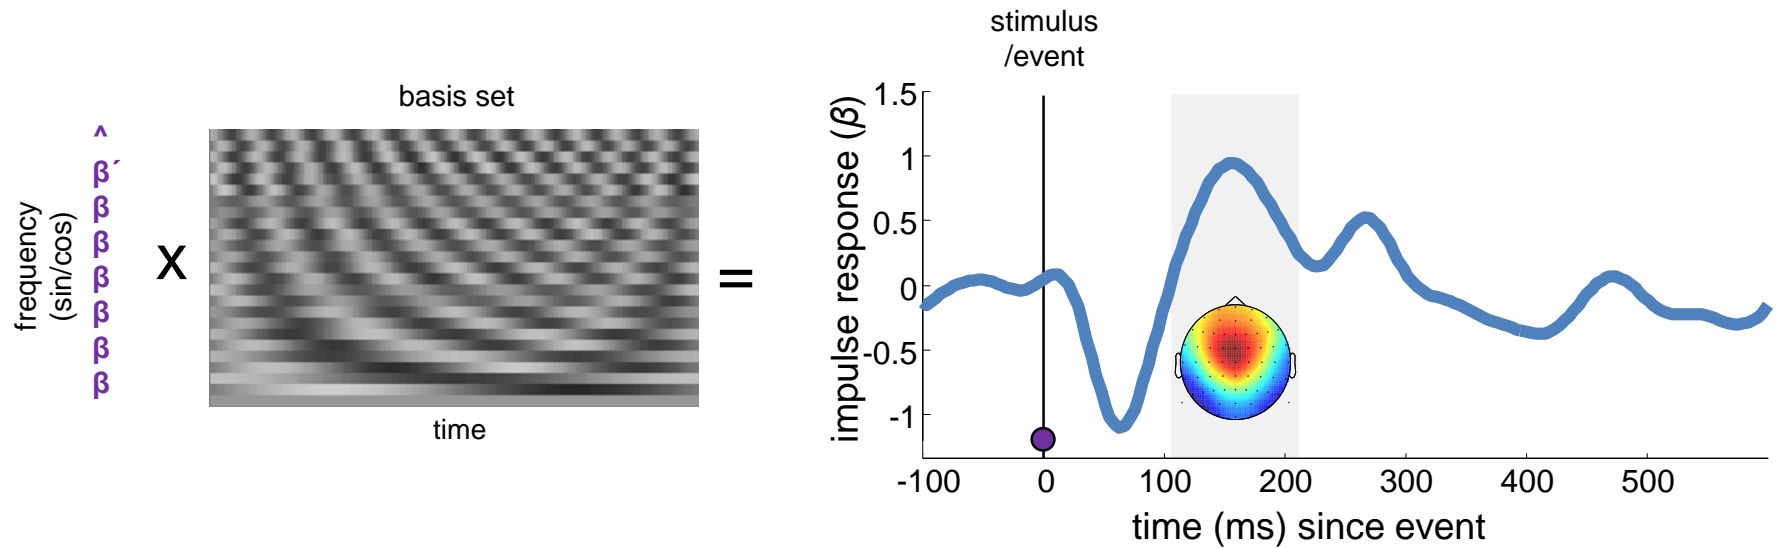 stimulus
/event
basis set
frequency
(sin/cos)
^
β´
β
β
β
β
β
β
X
time
=
impulse response (β)
1.5
1
0.5
0
-0.5
-1
-100 0 100 200 300 400 500
time (ms) since event